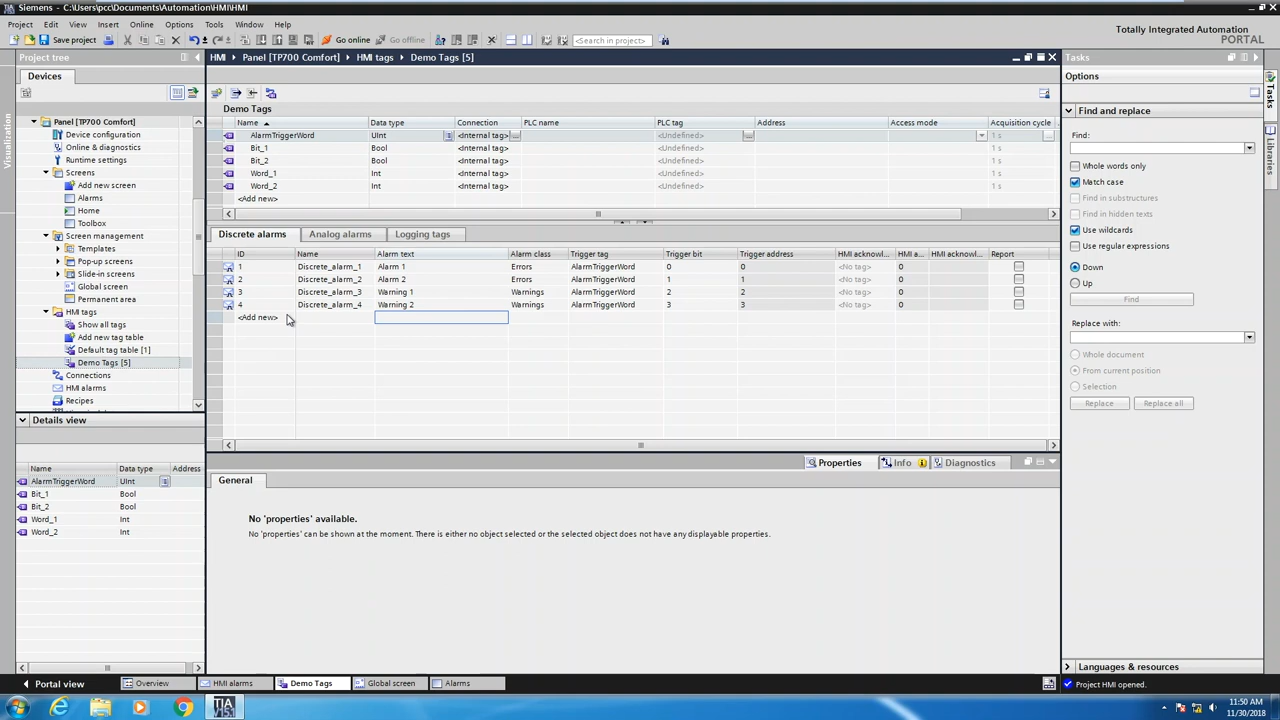 Siemens - C:\Users\pcc\Documents\Automation\HMI\HMI
Project Edit View Insert Online Options Tools Window Help
Totally Integrated Automation
PORTAL
Save project Go online Go offline <Search in project>
Project tree
HMI Panel [TP700 Comfort] HMI tags Demo Tags [5]
Tasks
Devices
Options
Demo Tags
Visualization
Tasks
Libraries
Panel [TP700 Comfort]
Device configuration
Online & diagnostics
Runtime settings
Screens
Add new screen
Alarms
Home
Toolbox
Screen management
Templates
Pop-up screens
Slide-in screens
Global screen
Permanent area
HMI tags
Show all tags
Add new tag table
Default tag table [1]
Demo Tags [5]
Connections
HMI alarms
Recipes
Name Data type Connection PLC name PLC tag Address Access mode Acquisition cycle
AlarmTriggerWord UInt <Internal tag> <Undefined> 1 s
Bit_1 Bool <Internal tag> <Undefined> 1 s
Bit_2 Bool <Internal tag> <Undefined> 1 s
Word_1 Int <Internal tag> <Undefined> 1 s
Word_2 Int <Internal tag> <Undefined> 1 s
<Add new>
Discrete alarms Analog alarms Logging tags
ID Name Alarm text Alarm class Trigger tag Trigger bit Trigger address HMI acknowl... HMI a... HMI acknowl... Report
1 Discrete_alarm_1 Alarm 1 Errors AlarmTriggerWord 0 0 <No tag> 0
2 Discrete_alarm_2 Alarm 2 Errors AlarmTriggerWord 1 1 <No tag> 0
3 Discrete_alarm_3 Warning 1 Warnings AlarmTriggerWord 2 2 <No tag> 0
4 Discrete_alarm_4 Warning 2 Warnings AlarmTriggerWord 3 3 <No tag> 0
<Add new>
Find and replace
Find:
Whole words only
Match case
Find in substructures
Find in hidden texts
Use wildcards
Use regular expressions
Down
Up
Find
Replace with:
Whole document
From current position
Selection
Replace Replace all
Details view
Name Data type Address
AlarmTriggerWord UInt
Bit_1 Bool
Bit_2 Bool
Word_1 Int
Word_2 Int
Properties Info Diagnostics
General
No 'properties' available.
No 'properties' can be shown at the moment. There is either no object selected or the selected object does not have any displayable properties.
Languages & resources
Portal view Overview HMI alarms Demo Tags Global screen Alarms
Project HMI opened.
TIA
V15
11:50 AM
11/30/2018